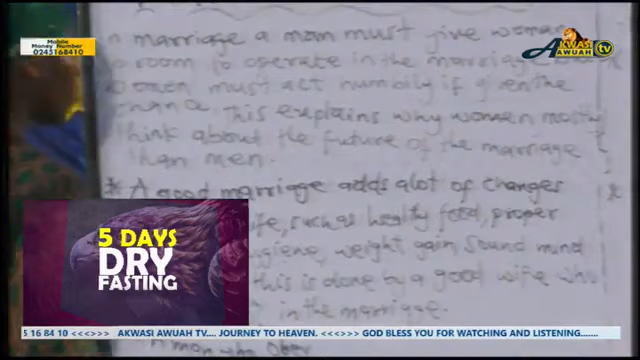 Mobile
Money Number
0245168410
AKWASI
AWUAH tv
n marriage a man must give woman
room to operate in the marriage
women must act humbly if given the
chance. This explains why women mostly
think about the future of the marriage
than men.
* A good marriage adds alot of changes
ife, such as healthy food, proper
ygiene, weight gain, sound mind
this is done by a good wife who
in the marriage.
man who
5 DAYS
DRY
FASTING
5 16 84 10 <<>>> AKWASI AWUAH TV.... JOURNEY TO HEAVEN. <<>>> GOD BLESS YOU FOR WATCHING AND LISTENING.......